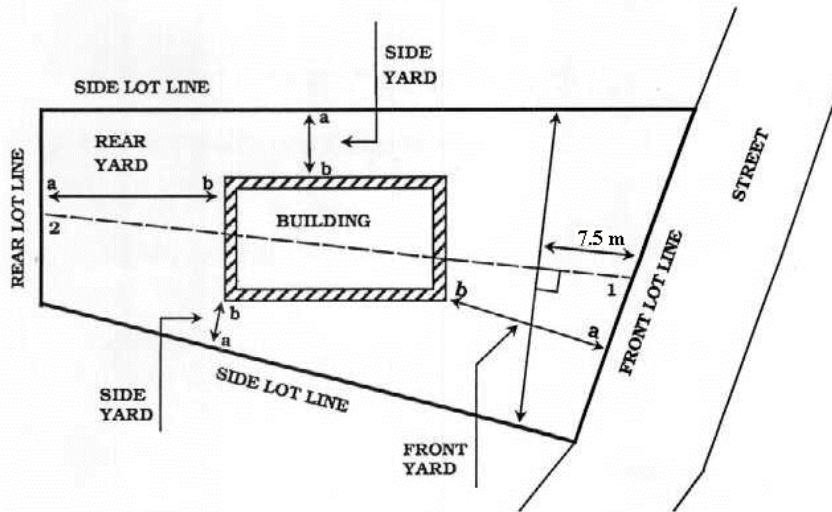 SIDE
YARD
SIDE LOT LINE
a
REAR
YARD
b
a
b
REAR LOT LINE
2
BUILDING
STREET
7.5 m
1
b
a
FRONT LOT LINE
b
a
SIDE LOT LINE
SIDE
YARD
FRONT
YARD